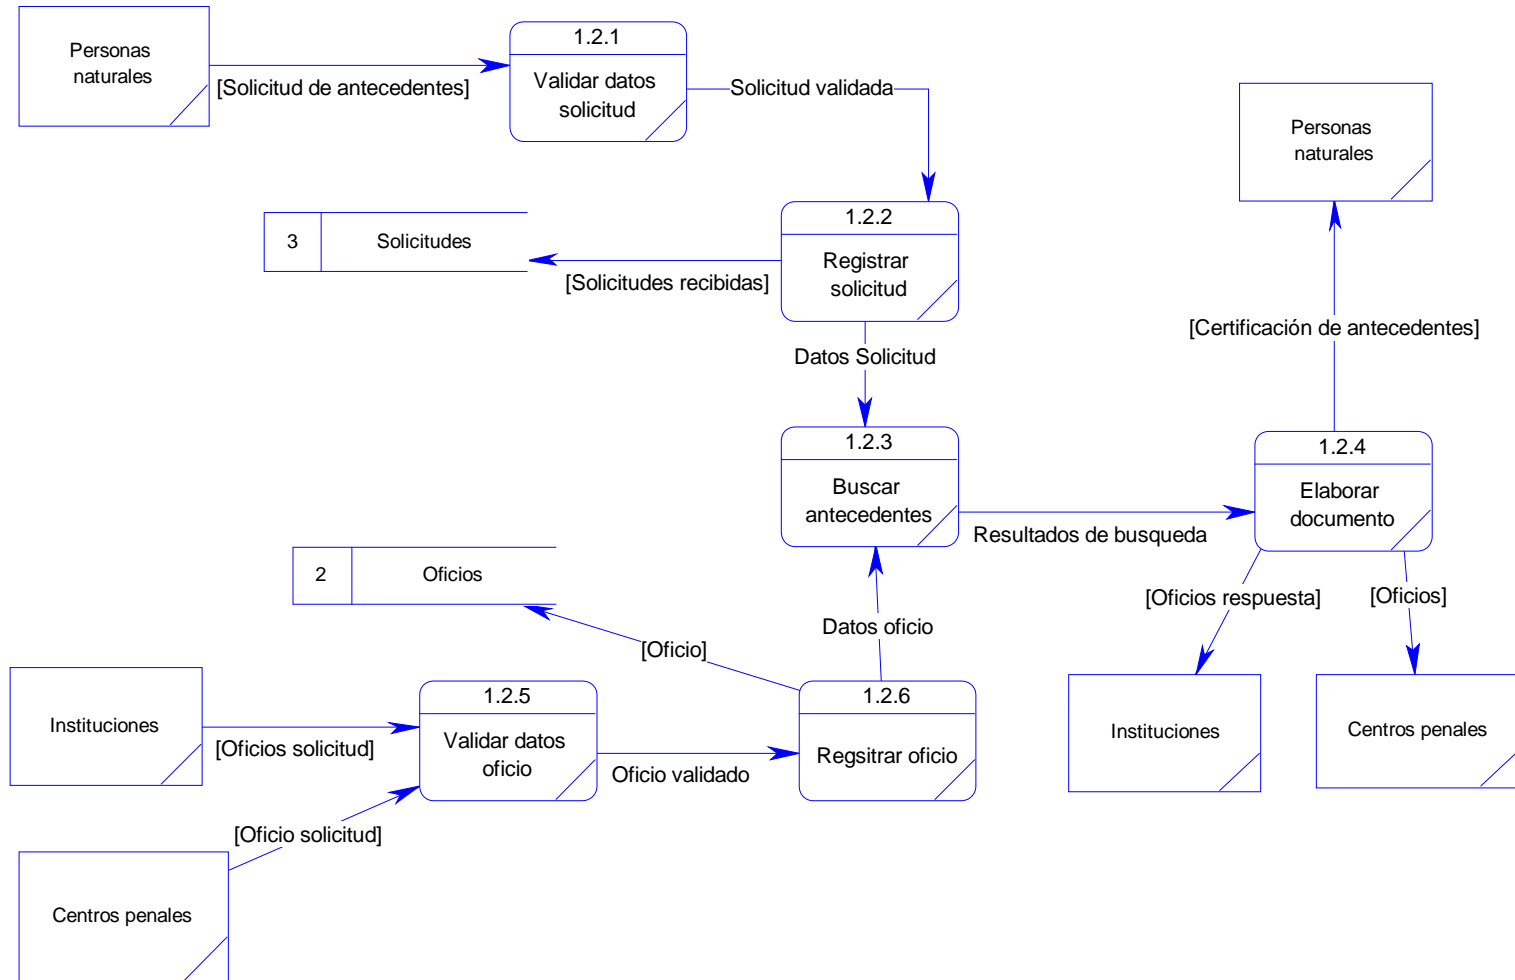 Personas
naturales
[Solicitud de antecedentes]
1.2.1
Validar datos
solicitud
Solicitud validada
Personas
naturales
3
Solicitudes
[Solicitudes recibidas]
1.2.2
Registrar
solicitud
[Certificación de antecedentes]
Datos Solicitud
1.2.3
Buscar
antecedentes
Resultados de busqueda
1.2.4
Elaborar
documento
2
Oficios
[Oficio]
Datos oficio
[Oficios respuesta]
[Oficios]
Instituciones
[Oficios solicitud]
1.2.5
Validar datos
oficio
Oficio validado
1.2.6
Regsitrar oficio
Instituciones
Centros penales
[Oficio solicitud]
Centros penales